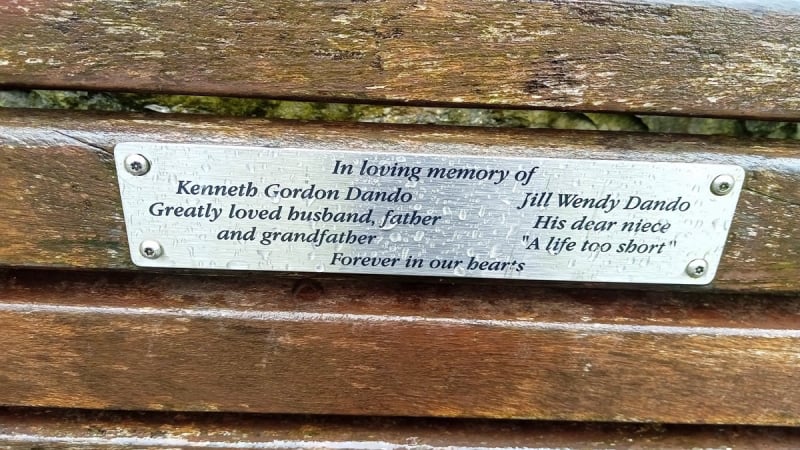 In loving memory of
Kenneth Gordon Dando
Greatly loved husband, father
and grandfather
Jill Wendy Dando
His dear niece
"A life too short"
Forever in our hearts